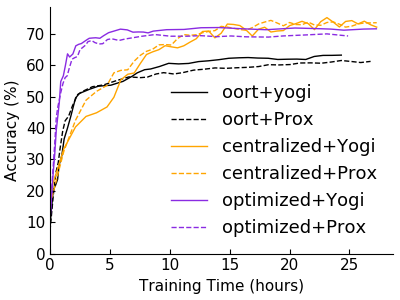 70
60
50
40
30
20
10
0
Accuracy (%)
oort+yogi
oort+Prox
centralized+Yogi
centralized+Prox
optimized+Yogi
optimized+Prox
0 5 10 15 20 25
Training Time (hours)